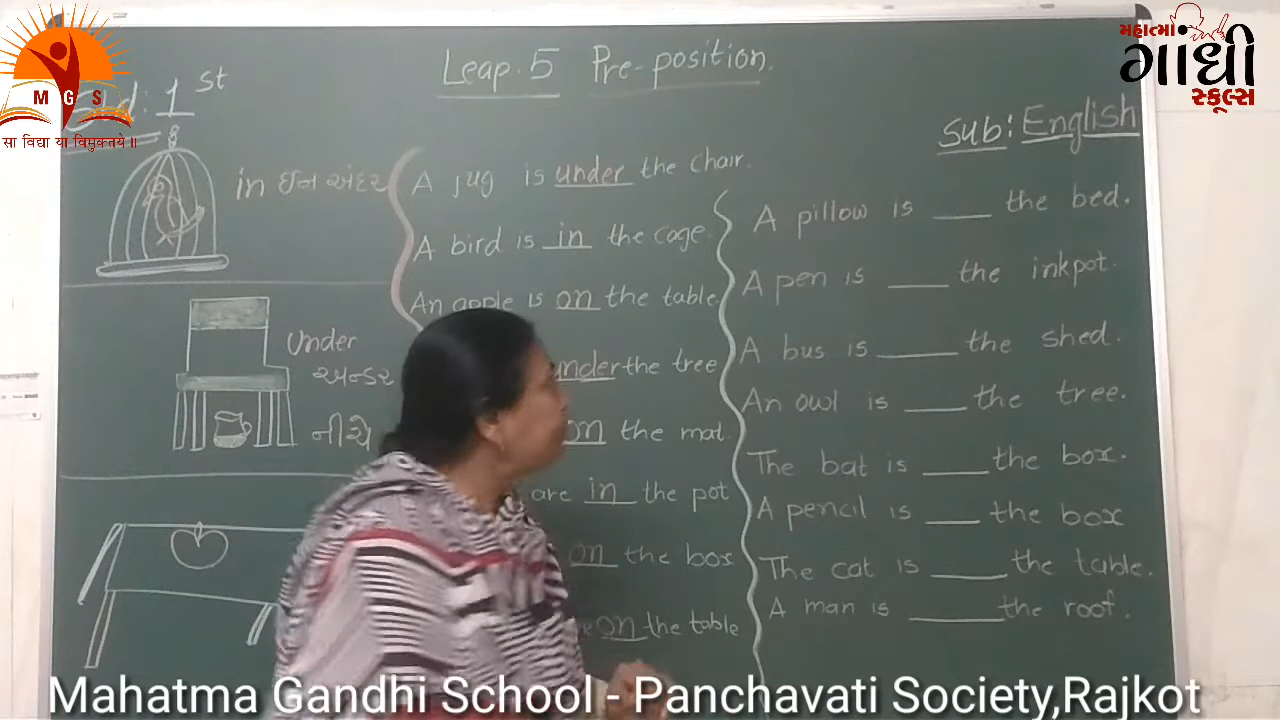 M G S
सा विद्या या विमुक्तये॥
મહાત્મા
ગાંધી
સ્કૂલ્સ
1st
Leap. 5 Pre-position.
Sub: English
in ઈન અંદર
under
અન્ડર
નીચે
A jug is under the chair.
A bird is in the cage.
An apple is on the table.
under the tree
on the mat.
are in the pot
on the box
on the table
A pillow is ___ the bed.
A pen is ___ the inkpot.
A bus is ___ the shed.
An owl is ___ the tree.
The bat is ___ the box.
A pencil is ___ the box
The cat is ___ the table.
A man is ___ the roof.
Mahatma Gandhi School - Panchavati Society,Rajkot